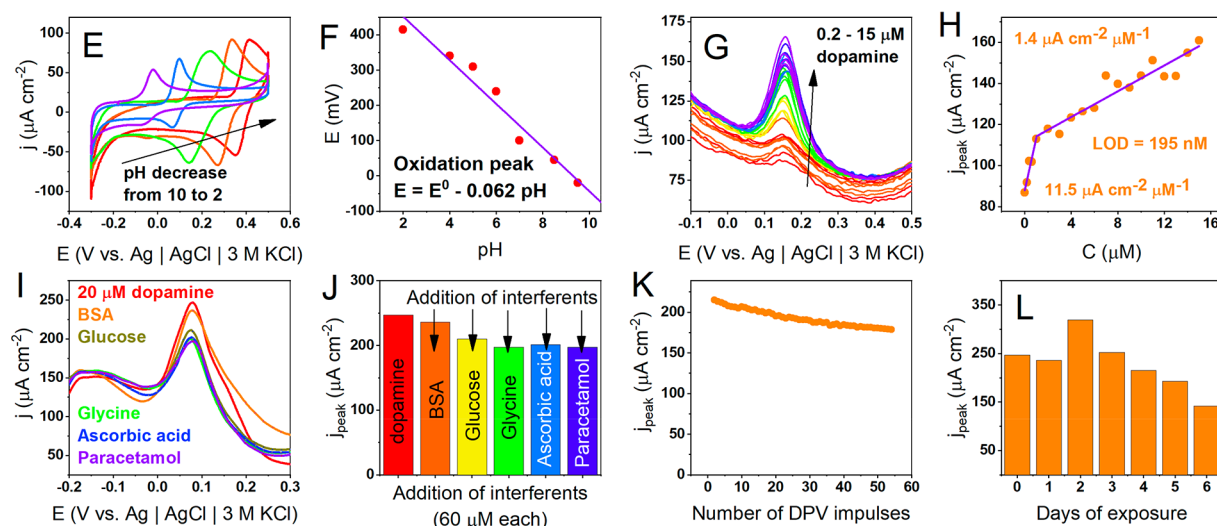 E
100
50
0
-50
-100
j (µA cm⁻²)
pH decrease
from 10 to 2
-0.3 0.0 0.3 0.6
E (V vs. Ag | AgCl | 3 M KCl)
F
400
300
200
100
0
-100
E (mV)
Oxidation peak
E = E⁰ - 0.062 pH
2 4 6 8 10
pH
G
0.2 - 15 µM
dopamine
175
150
125
100
75
j (µA cm⁻²)
-0.1 0.0 0.1 0.2 0.3 0.4 0.5
E (V vs. Ag | AgCl | 3 M KCl)
H
1.4 µA cm⁻² µM⁻¹
160
140
120
100
80
jpeak (µA cm⁻²)
LOD = 195 nM
11.5 µA cm⁻² µM⁻¹
0 4 8 12 16
C (µM)
I
20 µM dopamine
BSA
Glucose
Glycine
Ascorbic acid
Paracetamol
250
200
150
100
50
j (µA cm⁻²)
-0.2 -0.1 0.0 0.1 0.2 0.3
E (V vs. Ag | AgCl | 3 M KCl)
J
Addition of interferents
300
200
100
0
jpeak (µA cm⁻²)
dopamine
BSA
Glucose
Glycine
Ascorbic acid
Paracetamol
Addition of interferents
(60 µM each)
K
250
200
150
100
50
0
jpeak (µA cm⁻²)
0 10 20 30 40 50 60
Number of DPV impulses
L
350
300
250
200
150
100
jpeak (µA cm⁻²)
0 1 2 3 4 5 6
Days of exposure